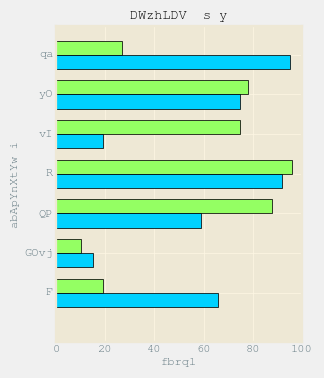 DWzhLDV  s y
qa
yO
vI
R
QP
GOvj
F
abApYnXtYw i
0 20 40 60 80 100
fbrql